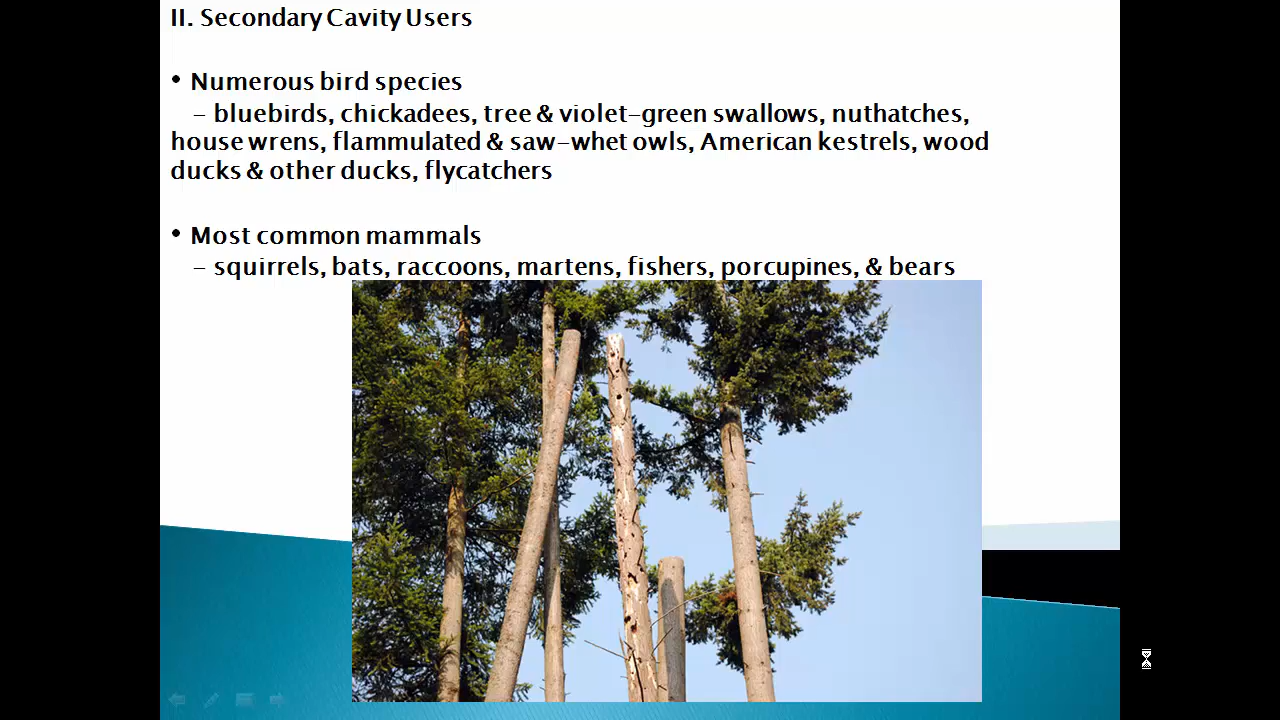 II. Secondary Cavity Users
• Numerous bird species
– bluebirds, chickadees, tree & violet-green swallows, nuthatches,
house wrens, flammulated & saw-whet owls, American kestrels, wood
ducks & other ducks, flycatchers
• Most common mammals
– squirrels, bats, raccoons, martens, fishers, porcupines, & bears